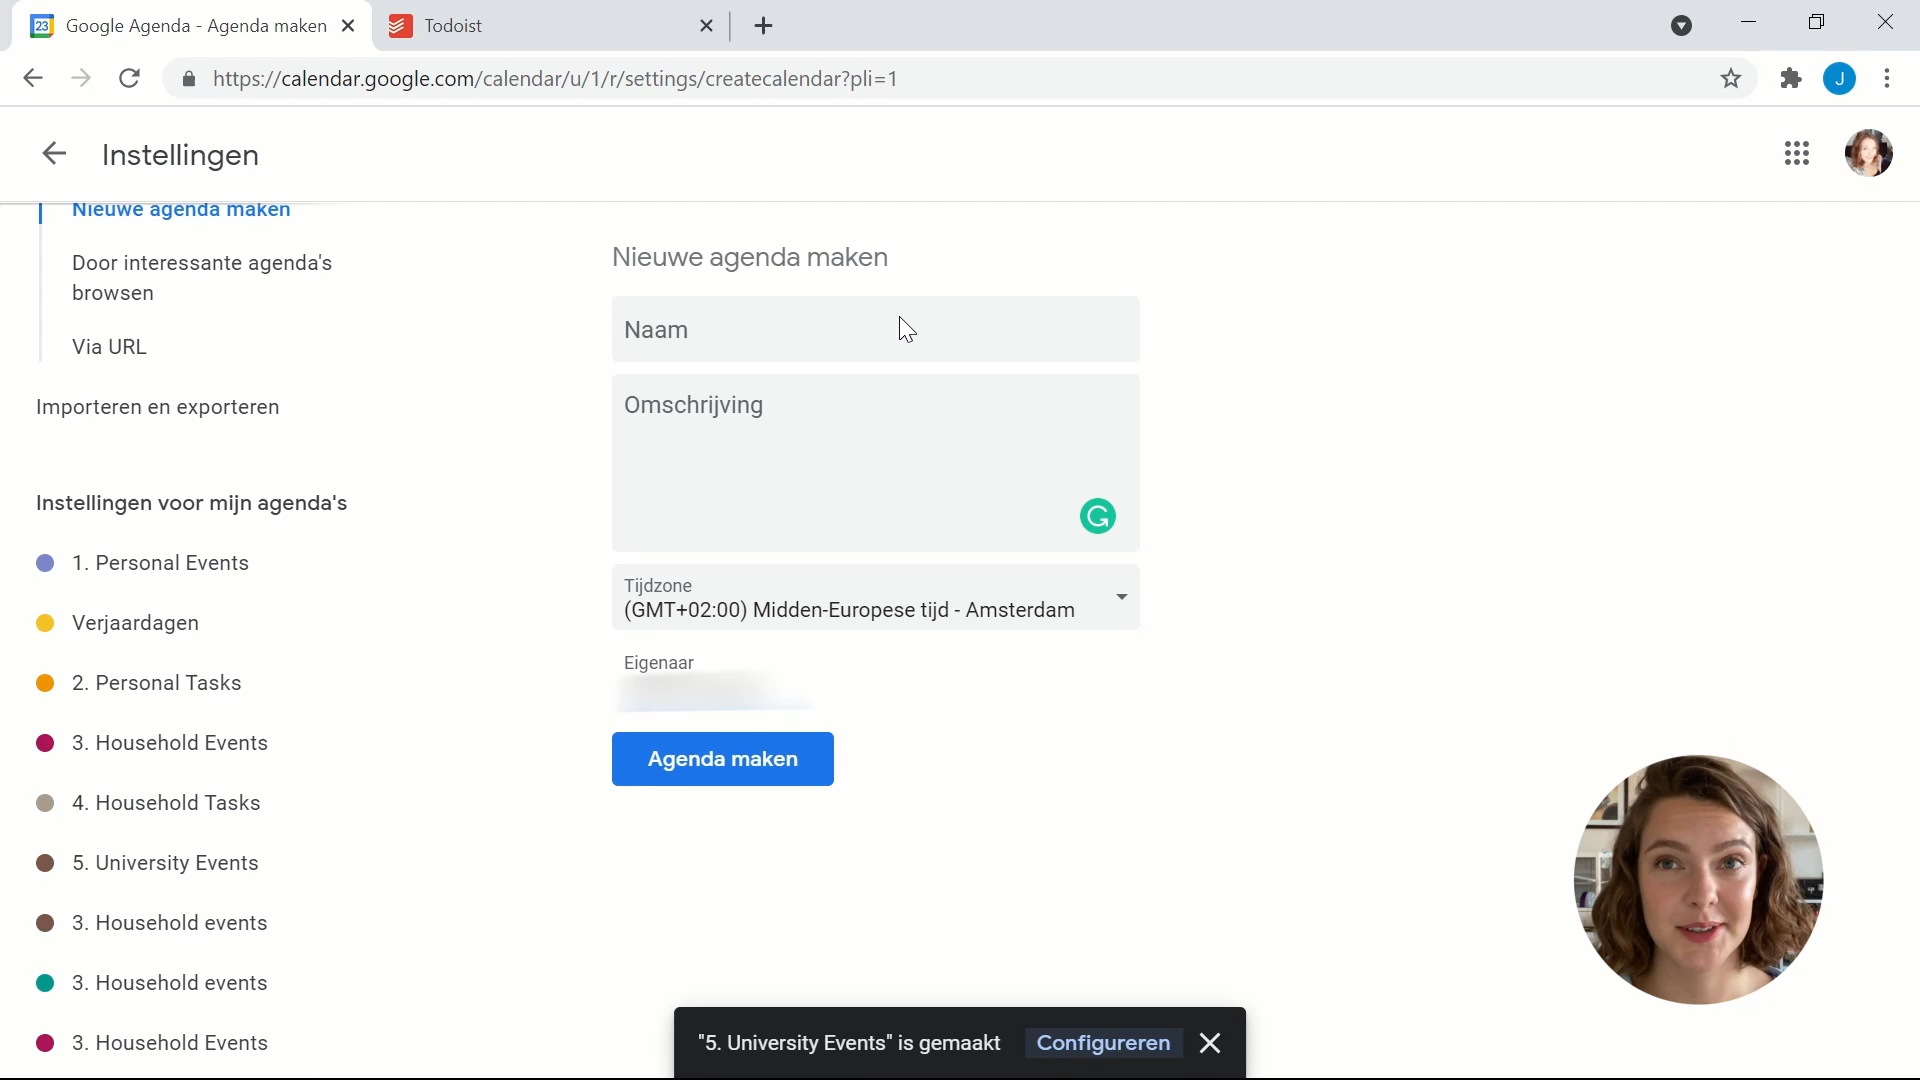 Google Agenda - Agenda maken
Todoist
https://calendar.google.com/calendar/u/1/r/settings/createcalendar?pli=1
J
Instellingen
Nieuwe agenda maken
Door interessante agenda's
browsen
Via URL
Importeren en exporteren
Instellingen voor mijn agenda's
1. Personal Events
Verjaardagen
2. Personal Tasks
3. Household Events
4. Household Tasks
5. University Events
3. Household events
3. Household events
3. Household Events
Nieuwe agenda maken
Naam
Omschrijving
Tijdzone
(GMT+02:00) Midden-Europese tijd - Amsterdam
Eigenaar
Agenda maken
"5. University Events" is gemaakt Configureren